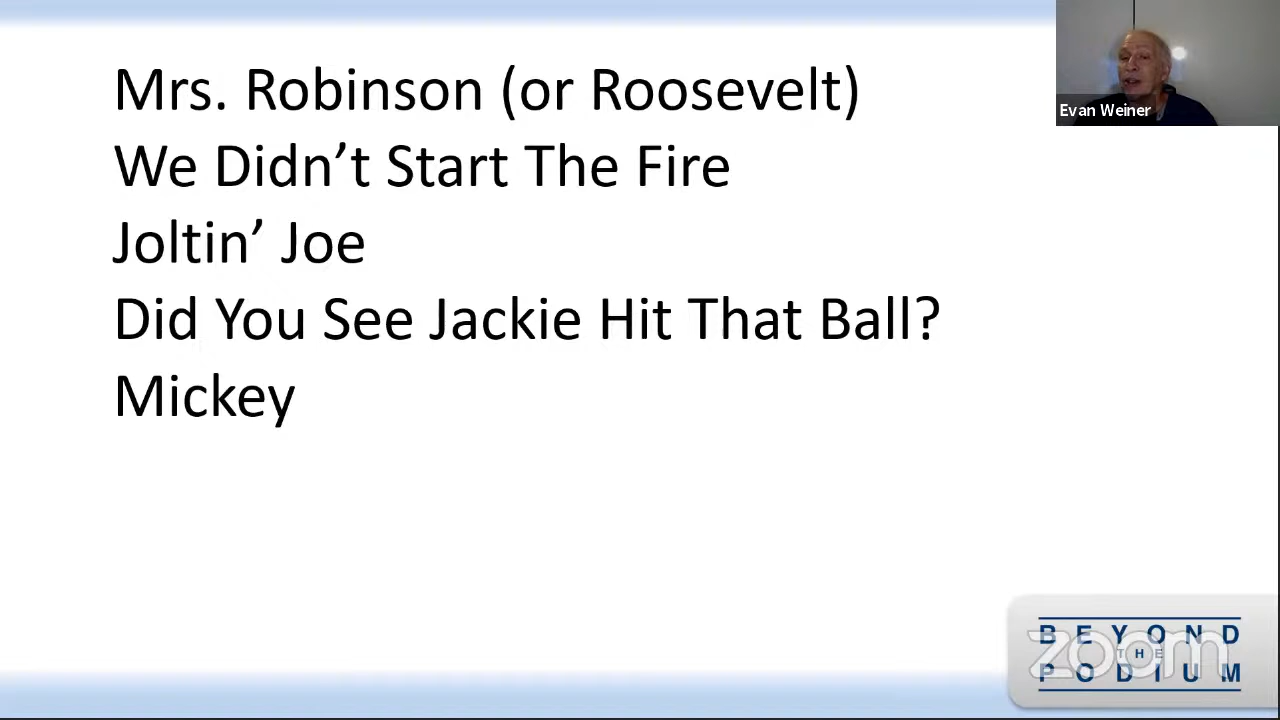 Mrs. Robinson (or Roosevelt)
We Didn’t Start The Fire
Joltin’ Joe
Did You See Jackie Hit That Ball?
Mickey
Evan Weiner
BEYOND
THE
PODIUM
zoom